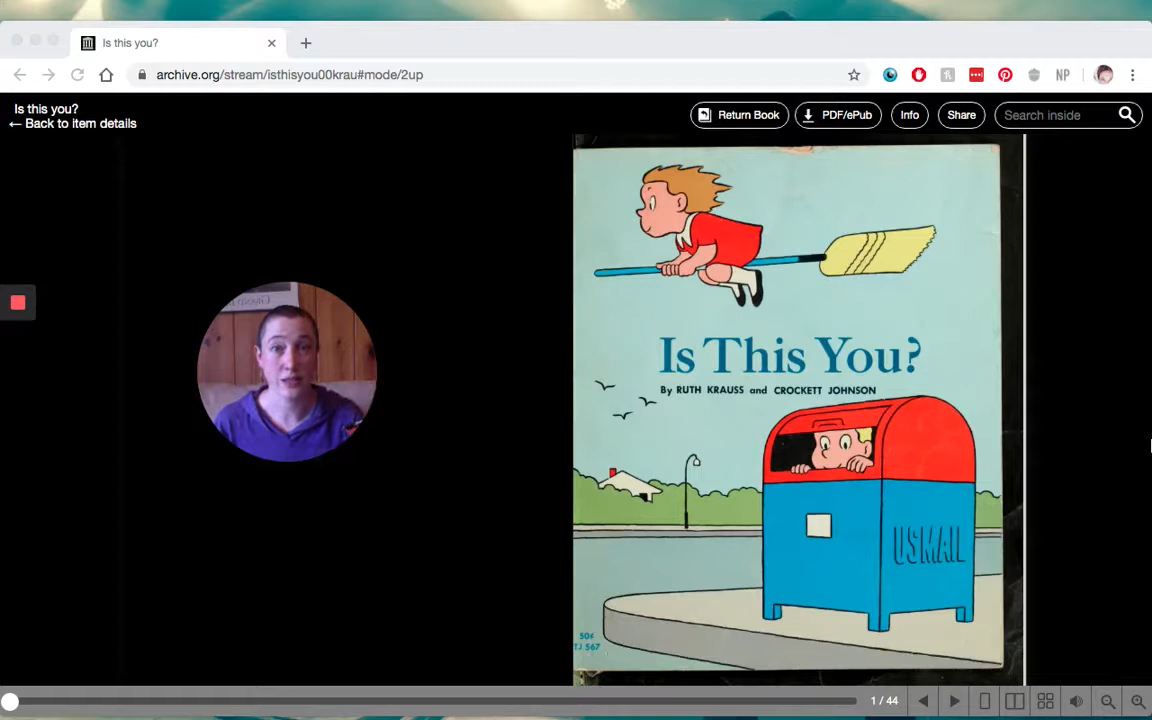 Is this you?
archive.org/stream/isthisyou00krau#mode/2up
NP
Is this you?
← Back to item details
Return Book
PDF/ePub
Info
Share
Search inside
Is This You?
By RUTH KRAUSS and CROCKETT JOHNSON
US MAIL
50¢
TJ 567
1 / 44